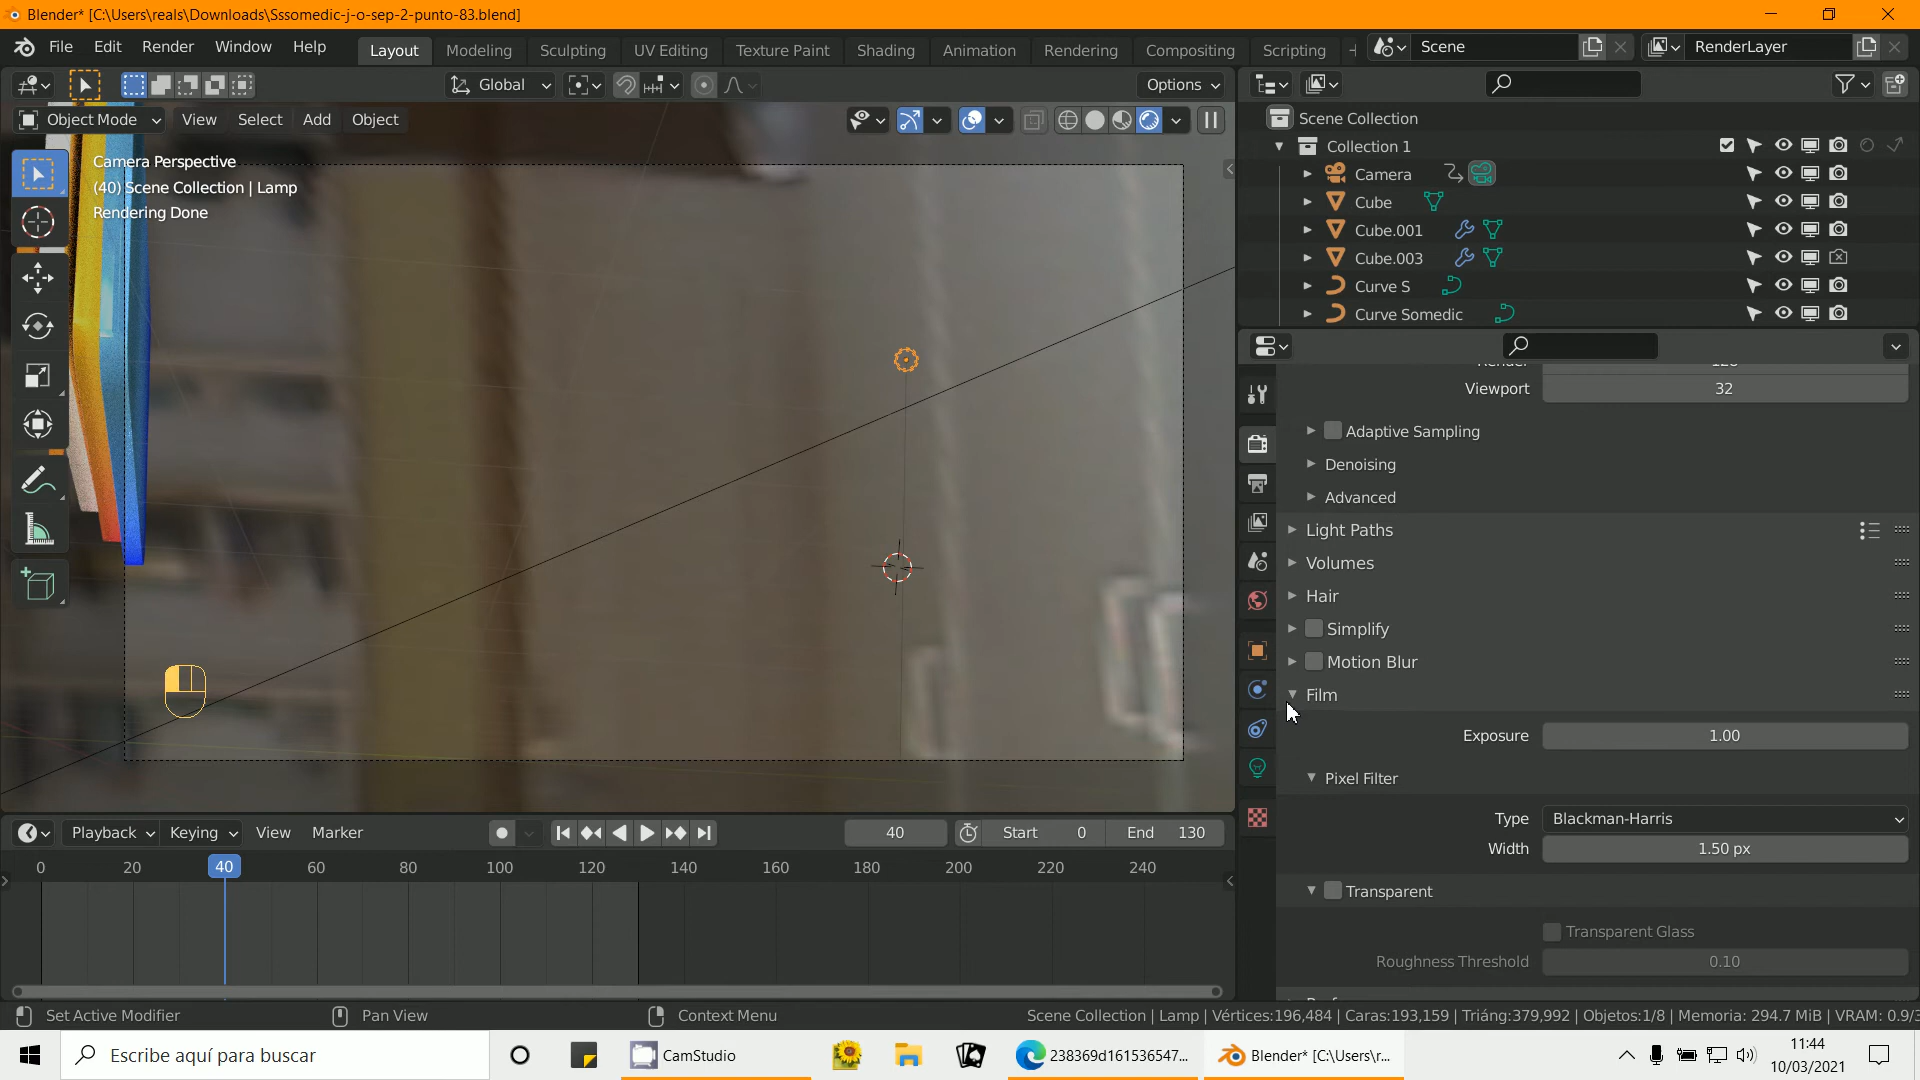 Blender* [C:\Users\reals\Downloads\Sssomedic-j-o-sep-2-punto-83.blend]
File Edit Render Window Help Layout Modeling Sculpting UV Editing Texture Paint Shading Animation Rendering Compositing Scripting Scene RenderLayer
Global Options
Object Mode View Select Add Object
Camera Perspective
(40) Scene Collection | Lamp
Rendering Done
Scene Collection
Collection 1
Camera
Cube
Cube.001
Cube.003
Curve S
Curve Somedic
Viewport 32
Adaptive Sampling
Denoising
Advanced
Light Paths
Volumes
Hair
Simplify
Motion Blur
Film
Exposure 1.00
Pixel Filter
Type Blackman-Harris
Width 1.50 px
Transparent
Transparent Glass
Roughness Threshold 0.10
Playback Keying View Marker 40 Start 0 End 130
0 20 40 60 80 100 120 140 160 180 200 220 240
Set Active Modifier Pan View Context Menu Scene Collection | Lamp | Vértices:196,484 | Caras:193,159 | Triáng:379,992 | Objetos:1/8 | Memoria: 294.7 MiB | VRAM: 0.9/3
Escribe aquí para buscar CamStudio 238369d161536547... Blender* [C:\Users\r... 11:44
10/03/2021